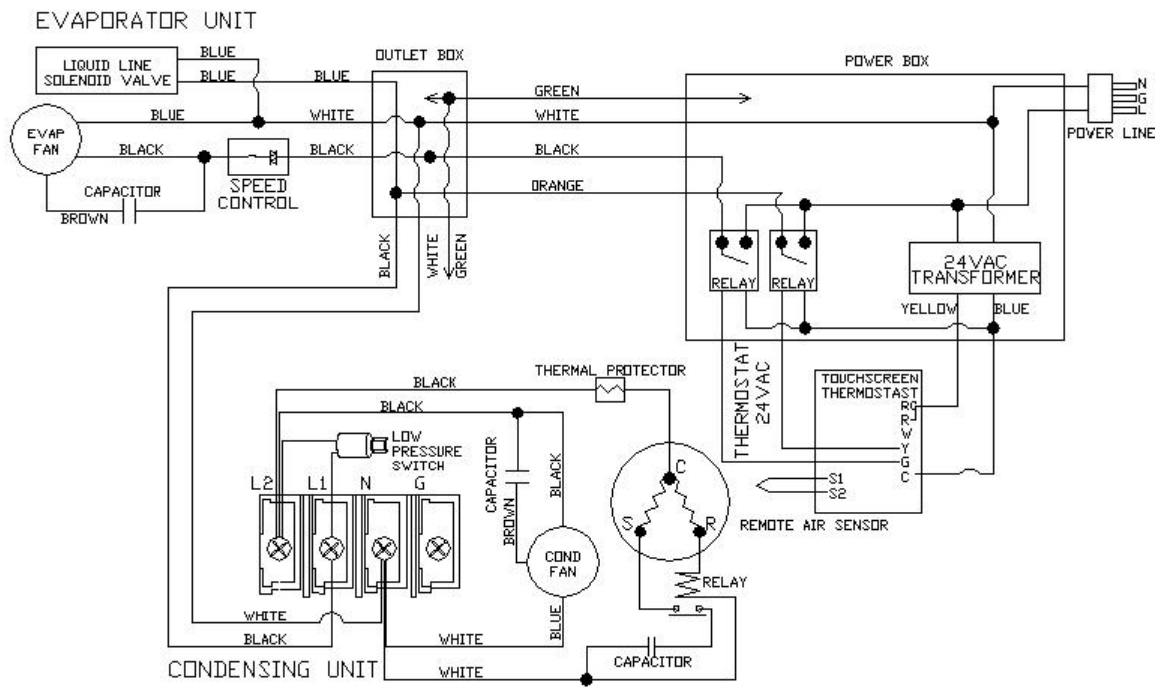 EVAPORATOR UNIT
LIQUID LINE
SOLENOID VALVE
BLUE
BLUE
BLUE
OUTLET BOX
POWER BOX
GREEN
N
G
L
POWER LINE
EVAP
FAN
BLUE
WHITE
WHITE
BLACK
BLACK
BLACK
SPEED
CONTROL
CAPACITOR
BROWN
ORANGE
BLACK
WHITE
GREEN
RELAY
RELAY
24VAC
TRANSFORMER
YELLOW
BLUE
THERMOSTAT
24VAC
THERMAL PROTECTOR
BLACK
BLACK
TOUCHSCREEN
THERMOSTAST
RC
R
W
Y
G
C
S1
S2
REMOTE AIR SENSOR
LOW
PRESSURE
SWITCH
L2
L1
N
G
CAPACITOR
BROWN
BLACK
COND
FAN
BLUE
C
S
R
RELAY
CAPACITOR
WHITE
BLACK
WHITE
WHITE
CONDENSING UNIT